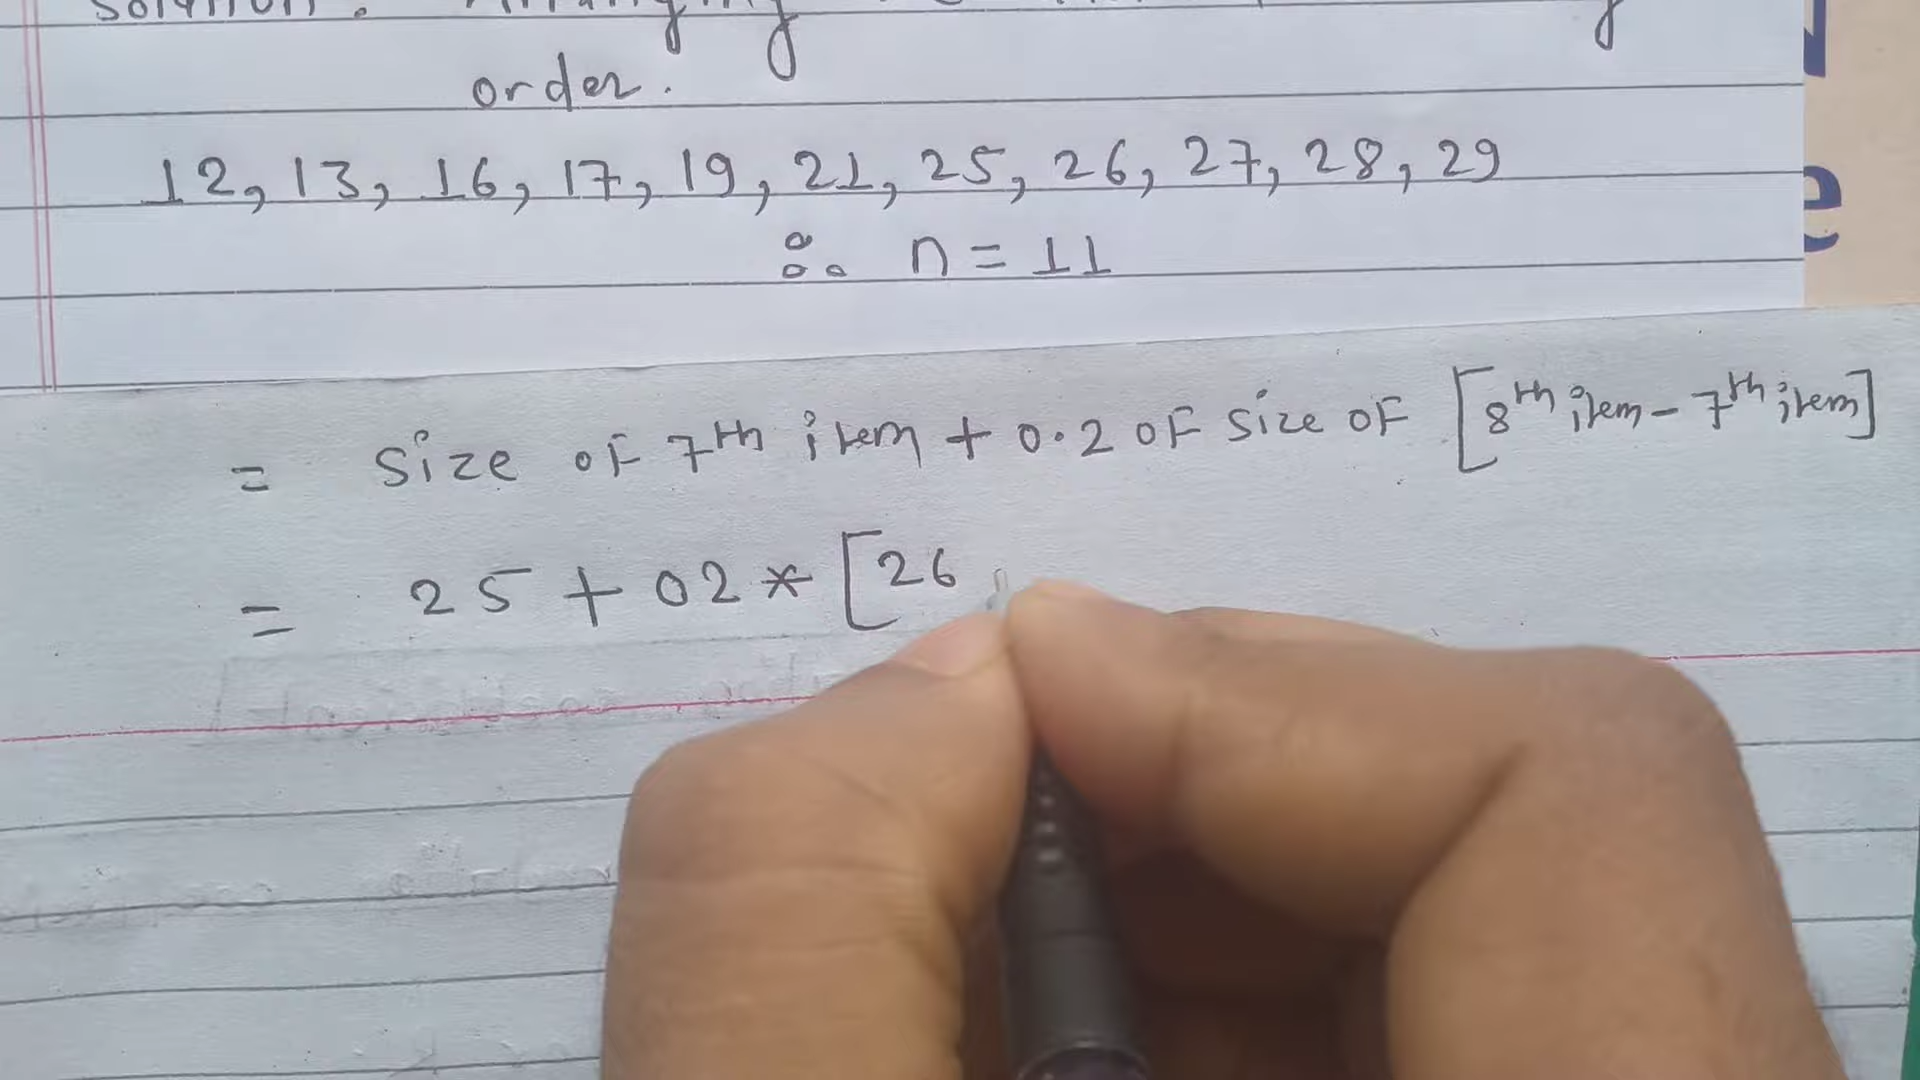 order.
12, 13, 16, 17, 19, 21, 25, 26, 27, 28, 29
∴ n = 11
= size of 7th item + 0.2 of size of [8th item - 7th item]
= 25 + 02 * [26